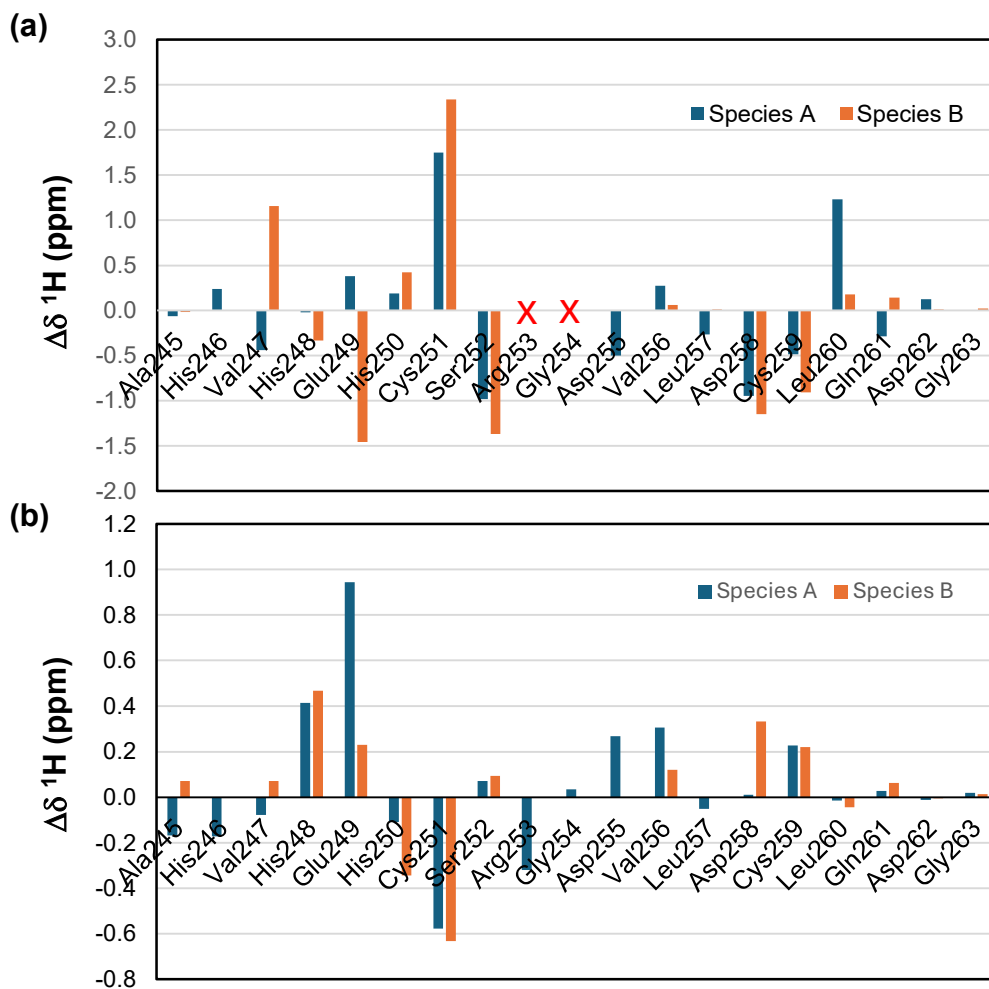 (a)
3.0
2.5
2.0
1.5
1.0
0.5
0.0
-0.5
-1.0
-1.5
-2.0
Δδ ¹H (ppm)
Species A Species B
X X
Ala245 His246 Val247 His248 Glu249 His250 Cys251 Ser252 Arg253 Gly254 Asp255 Val256 Leu257 Asp258 Cys259 Leu260 Gln261 Asp262 Gly263
(b)
1.2
1.0
0.8
0.6
0.4
0.2
0.0
-0.2
-0.4
-0.6
-0.8
Δδ ¹H (ppm)
Species A Species B
Ala245 His246 Val247 His248 Glu249 His250 Cys251 Ser252 Arg253 Gly254 Asp255 Val256 Leu257 Asp258 Cys259 Leu260 Gln261 Asp262 Gly263